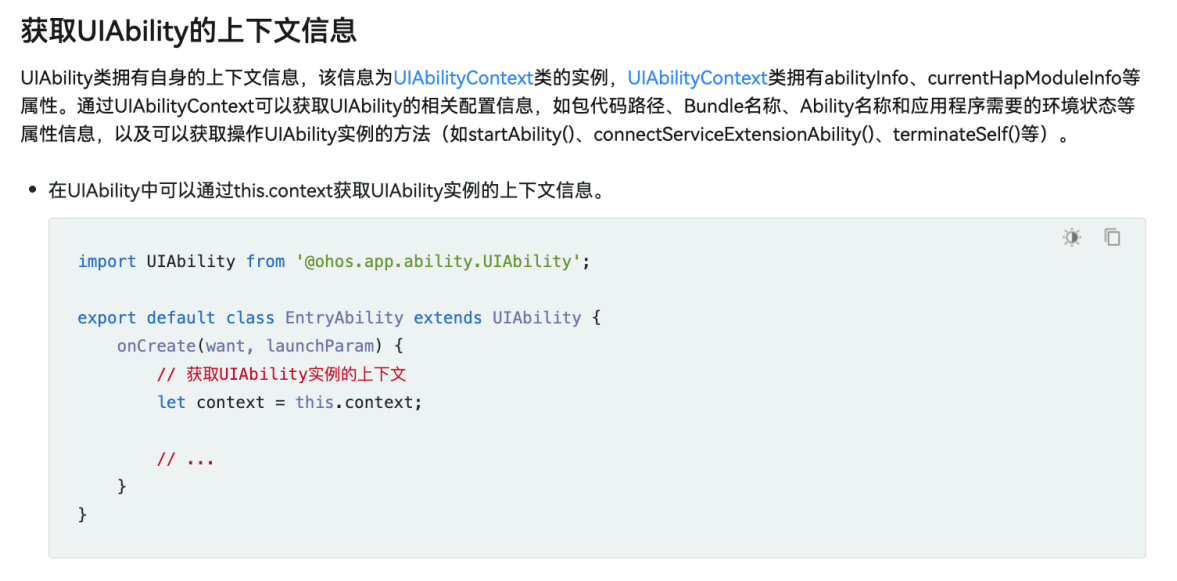 获取UIAbility的上下文信息
UIAbility类拥有自身的上下文信息，该信息为UIAbilityContext类的实例，UIAbilityContext类拥有abilityInfo、currentHapModuleInfo等
属性。通过UIAbilityContext可以获取UIAbility的相关配置信息，如包代码路径、Bundle名称、Ability名称和应用程序需要的环境状态等
属性信息，以及可以获取操作UIAbility实例的方法（如startAbility()、connectServiceExtensionAbility()、terminateSelf()等）。
• 在UIAbility中可以通过this.context获取UIAbility实例的上下文信息。
import UIAbility from '@ohos.app.ability.UIAbility';
export default class EntryAbility extends UIAbility {
    onCreate(want, launchParam) {
        // 获取UIAbility实例的上下文
        let context = this.context;
        // ...
    }
}